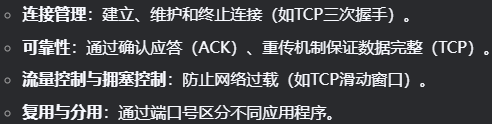 连接管理：建立、维护和终止连接（如TCP三次握手）。
可靠性：通过确认应答（ACK）、重传机制保证数据完整（TCP）。
流量控制与拥塞控制：防止网络过载（如TCP滑动窗口）。
复用与分用：通过端口号区分不同应用程序。